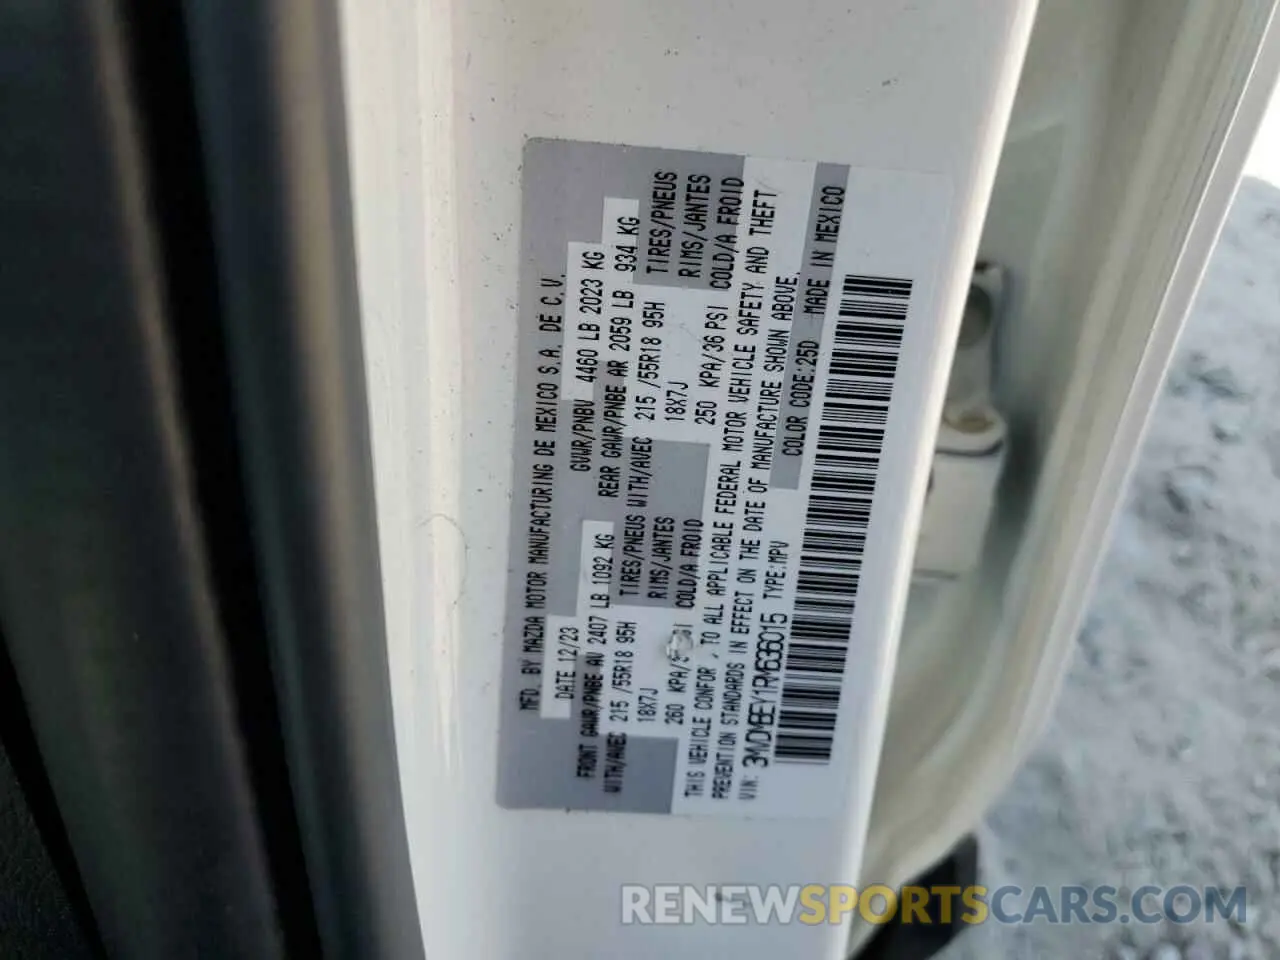 MFD. BY MAZDA MOTOR MANUFACTURING DE MEXICO S.A. DE C.V.
DATE 12/23 GVWR/PNBV 4460 LB 2023 KG
FRONT GAWR/PNBE AV 2407 LB 1092 KG REAR GAWR/PNBE AR 2059 LB 934 KG
WITH/AVEC 215 /55R18 95H TIRES/PNEUS WITH/AVEC 215 /55R18 95H TIRES/PNEUS
18X7J RIMS/JANTES 18X7J RIMS/JANTES
260 KPA/ COLD/A FROID 250 KPA/36 PSI COLD/A FROID
THIS VEHICLE TO ALL APPLICABLE FEDERAL MOTOR VEHICLE SAFETY AND THEFT
PREVENTION STANDARDS IN EFFECT ON THE DATE OF MANUFACTURE SHOWN ABOVE.
VIN: 3MVDMBEY1RM636015 TYPE:MPV COLOR CODE:25D MADE IN MEXICO
RENEWSPORTSCARS.COM